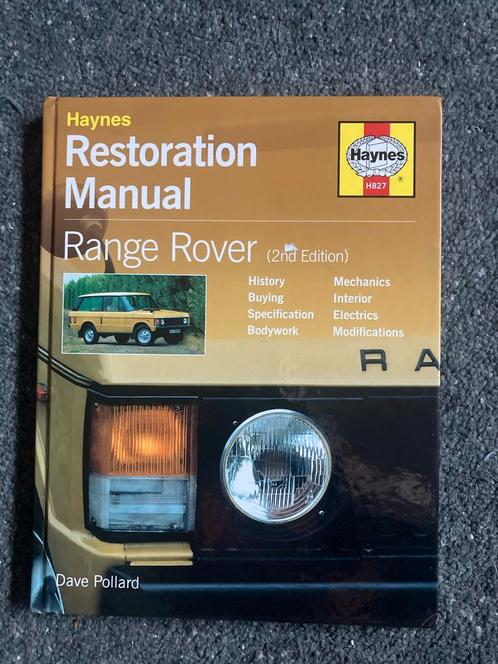 Haynes
Restoration
Manual
Haynes
H827
Range Rover (2nd Edition)
History
Buying
Specification
Bodywork
Mechanics
Interior
Electrics
Modifications
R A
Dave Pollard